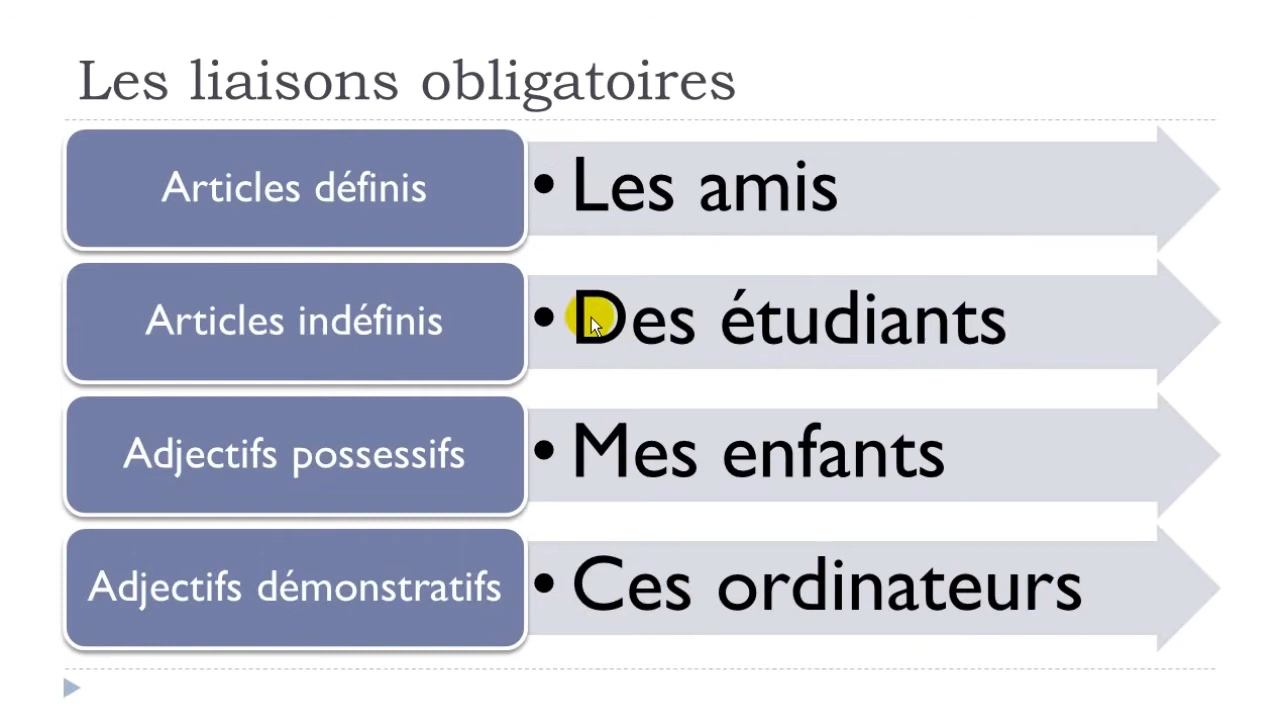 Les liaisons obligatoires
Articles définis
• Les amis
Articles indéfinis
• Des étudiants
Adjectifs possessifs
• Mes enfants
Adjectifs démonstratifs
• Ces ordinateurs